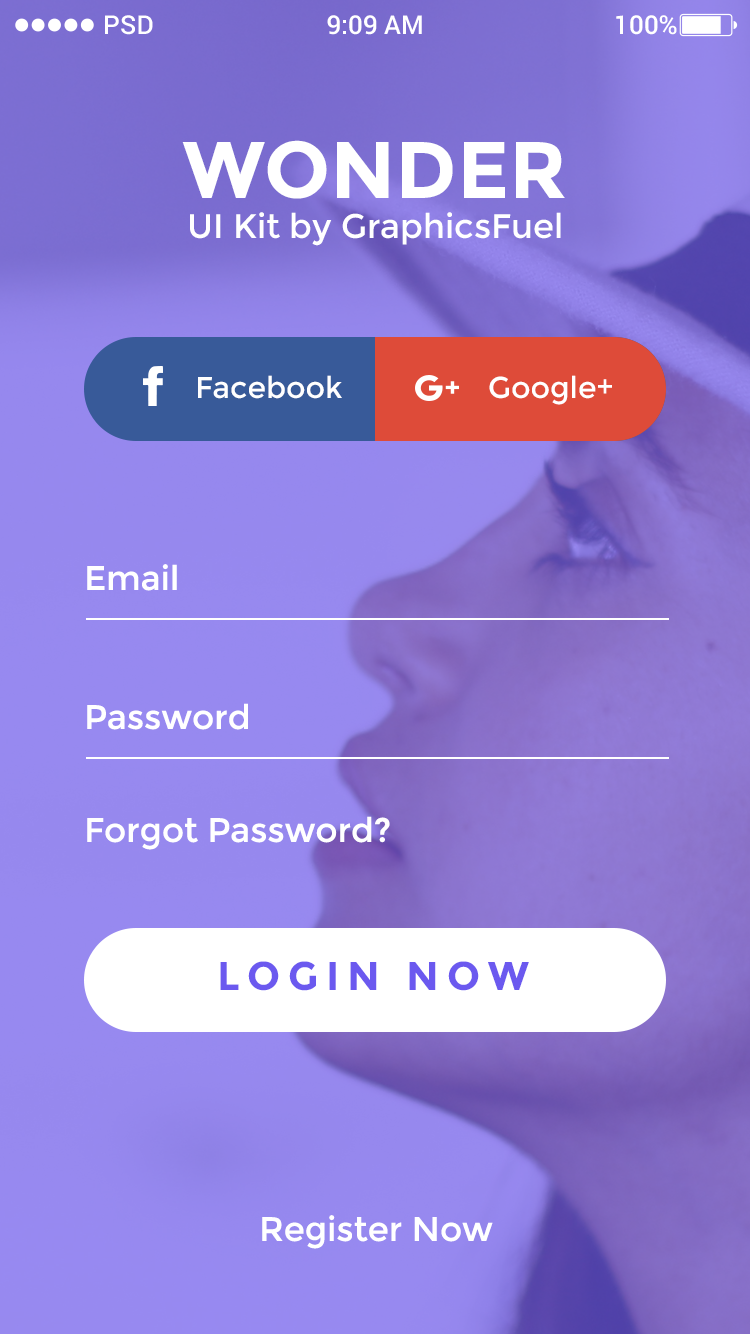 PSD 9:09 AM 100%
WONDER
UI Kit by GraphicsFuel
f Facebook G+ Google+
Email
Password
Forgot Password?
LOGIN NOW
Register Now